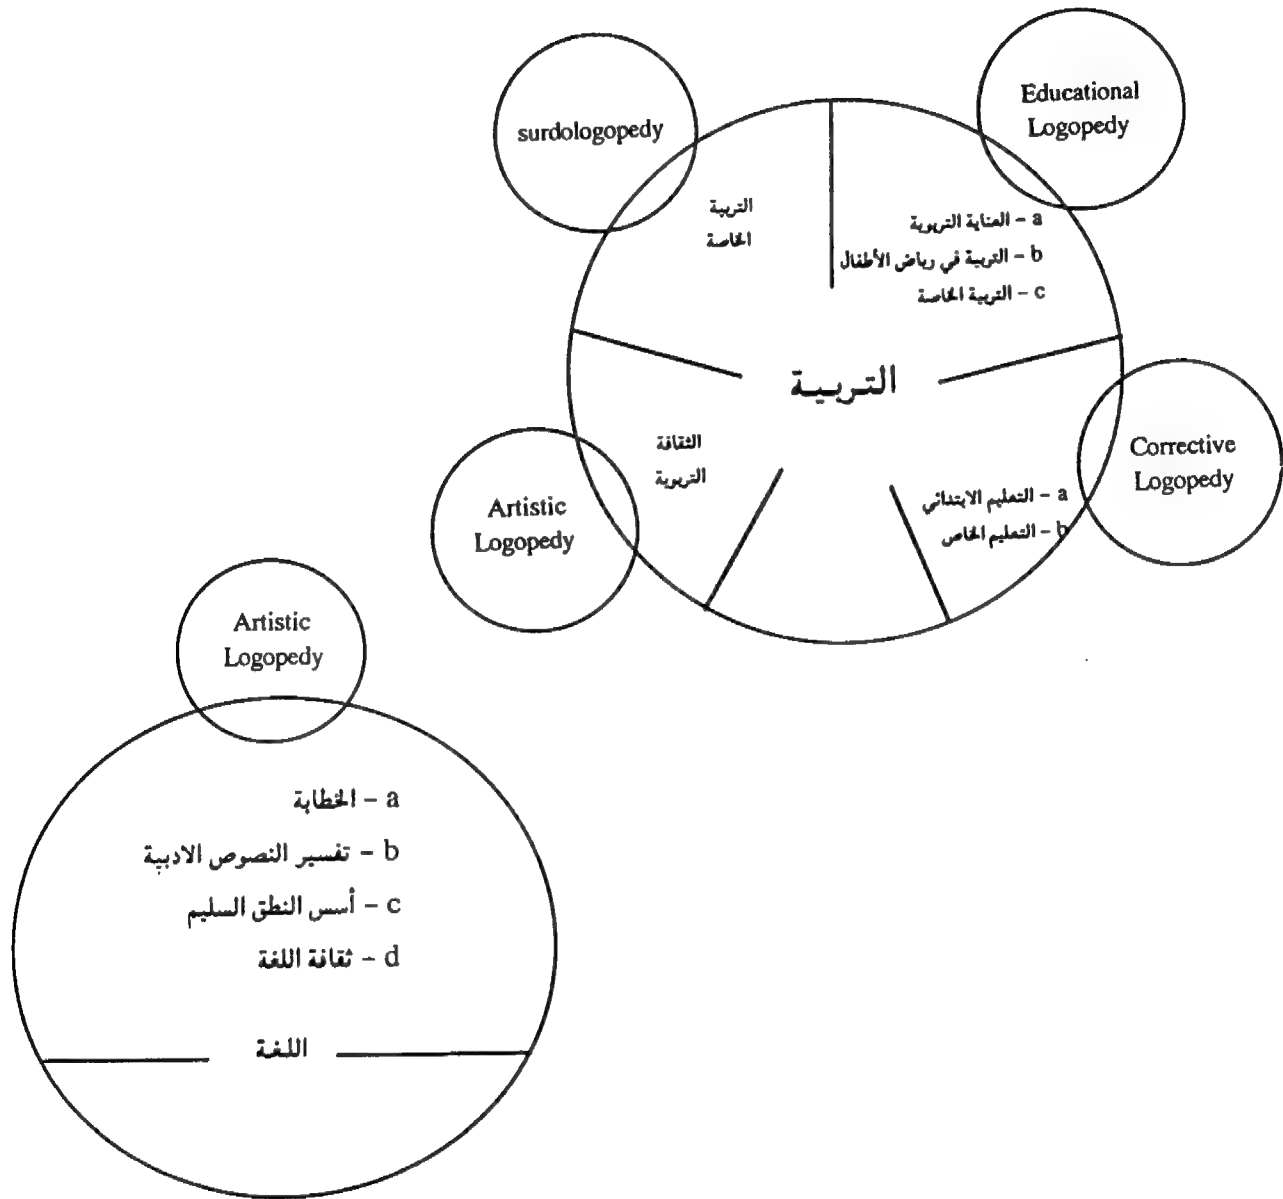 Educational
Logopedy
surdologopedy
التربية
الخاصة
a – العناية التربوية
b – التربية في رياض الأطفال
c – التربية الخاصة
التربية
Corrective
Logopedy
الثقافة
التربوية
a – التعليم الابتدائي
b – التعليم الخاص
Artistic
Logopedy
Artistic
Logopedy
a – الخطابة
b – تفسير النصوص الادبية
c – أسس النطق السليم
d – ثقافة اللغة
اللغة